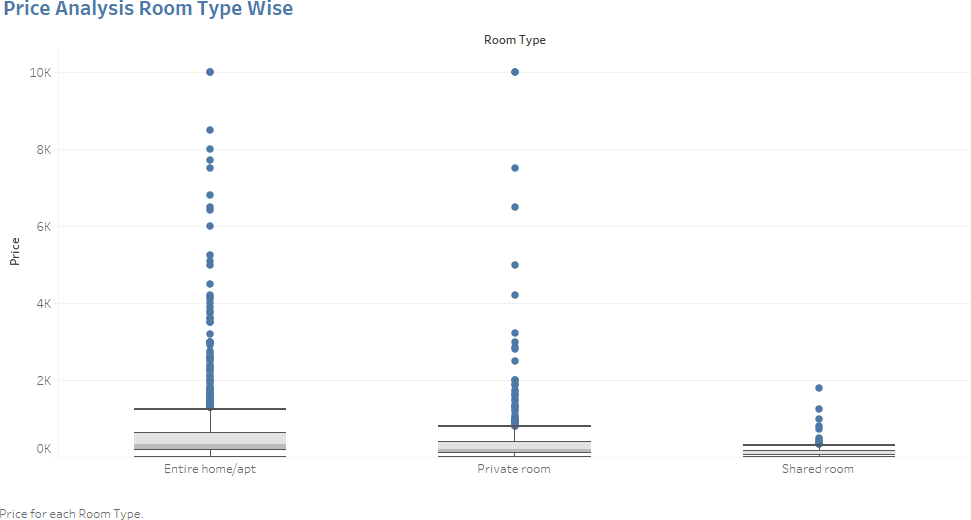 Price Analysis Room Type Wise
Room Type
10K
8K
6K
4K
2K
0K
Price
Entire home/apt
Private room
Shared room
Price for each Room Type.